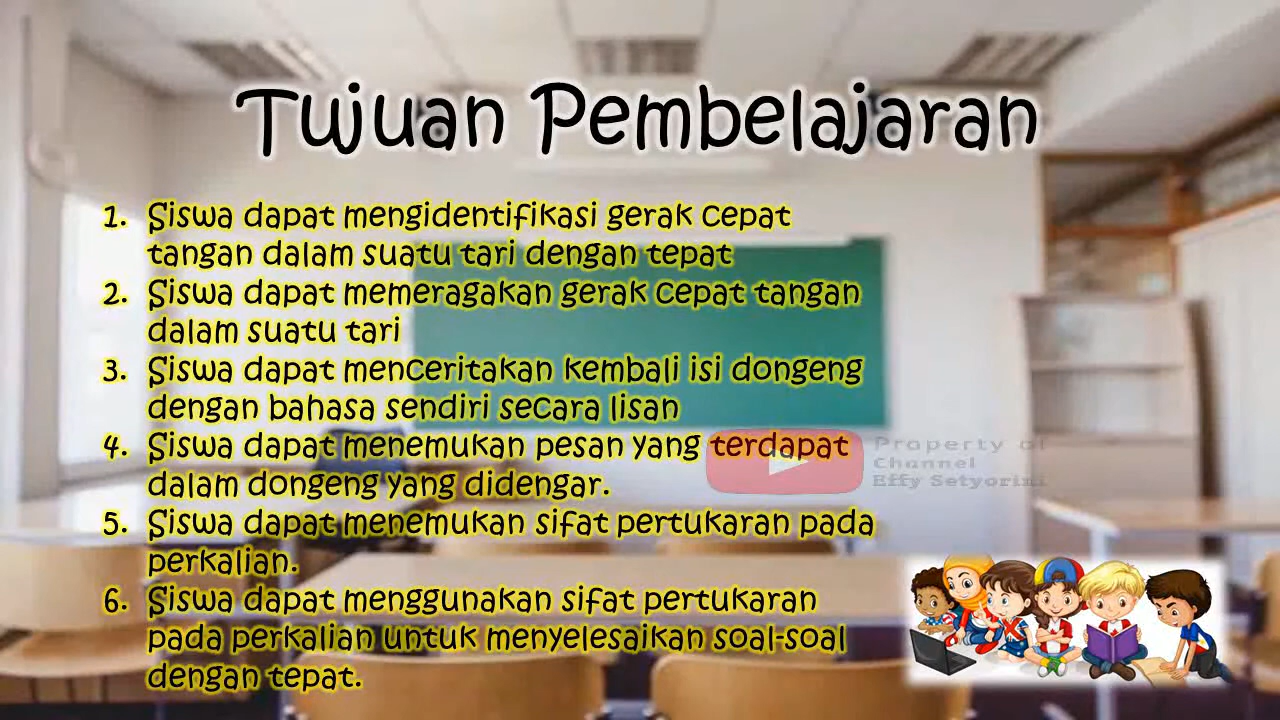 Tujuan Pembelajaran
1. Siswa dapat mengidentifikasi gerak cepat
tangan dalam suatu tari dengan tepat
2. Siswa dapat memeragakan gerak cepat tangan
dalam suatu tari
3. Siswa dapat menceritakan kembali isi dongeng
dengan bahasa sendiri secara lisan
4. Siswa dapat menemukan pesan yang terdapat
dalam dongeng yang didengar.
5. Siswa dapat menemukan sifat pertukaran pada
perkalian.
6. Siswa dapat menggunakan sifat pertukaran
pada perkalian untuk menyelesaikan soal-soal
dengan tepat.
Property of
Channel
Effy Setyorini